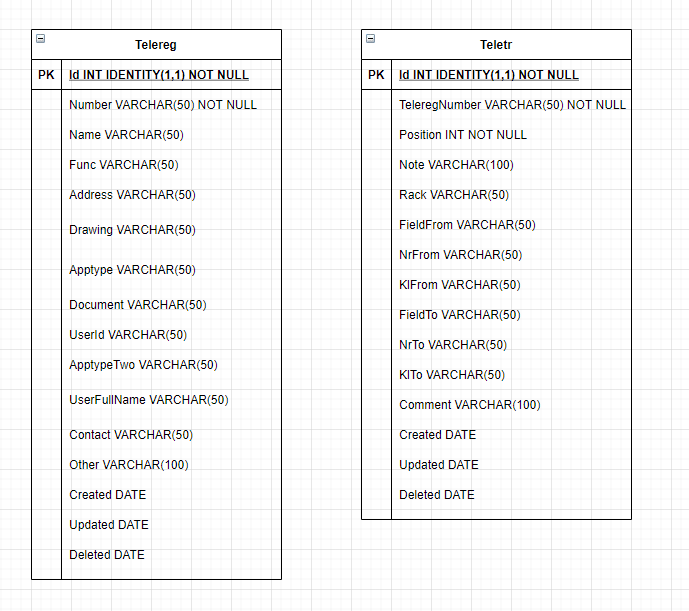 Telereg
PK Id INT IDENTITY(1,1) NOT NULL
Number VARCHAR(50) NOT NULL
Name VARCHAR(50)
Func VARCHAR(50)
Address VARCHAR(50)
Drawing VARCHAR(50)
Apptype VARCHAR(50)
Document VARCHAR(50)
UserId VARCHAR(50)
ApptypeTwo VARCHAR(50)
UserFullName VARCHAR(50)
Contact VARCHAR(50)
Other VARCHAR(100)
Created DATE
Updated DATE
Deleted DATE
Teletr
PK Id INT IDENTITY(1,1) NOT NULL
TeleregNumber VARCHAR(50) NOT NULL
Position INT NOT NULL
Note VARCHAR(100)
Rack VARCHAR(50)
FieldFrom VARCHAR(50)
NrFrom VARCHAR(50)
KlFrom VARCHAR(50)
FieldTo VARCHAR(50)
NrTo VARCHAR(50)
KlTo VARCHAR(50)
Comment VARCHAR(100)
Created DATE
Updated DATE
Deleted DATE